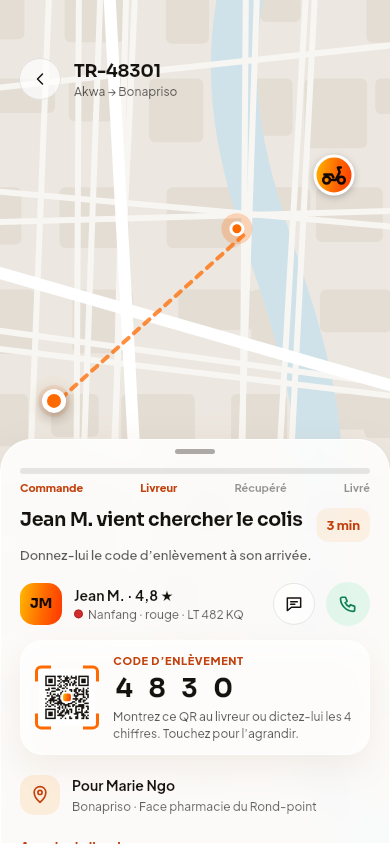 TR-48301
Akwa → Bonapriso
Commande Livreur Récupéré Livré
Jean M. vient chercher le colis
3 min
Donnez-lui le code d'enlèvement à son arrivée.
JM
Jean M. · 4,8 ★
Nanfang · rouge · LT 482 KQ
CODE D'ENLÈVEMENT
4 8 3 0
Montrez ce QR au livreur ou dictez-lui les 4
chiffres. Touchez pour l'agrandir.
Pour Marie Ngo
Bonapriso · Face pharmacie du Rond-point